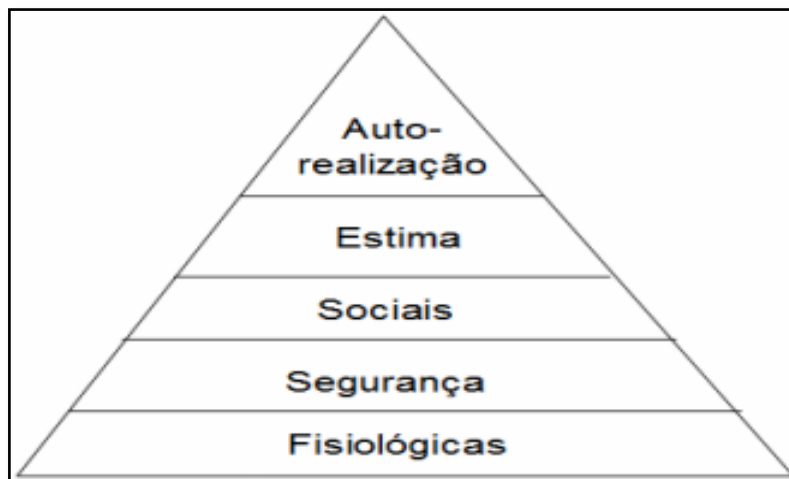 Auto-
realização
Estima
Sociais
Segurança
Fisiológicas